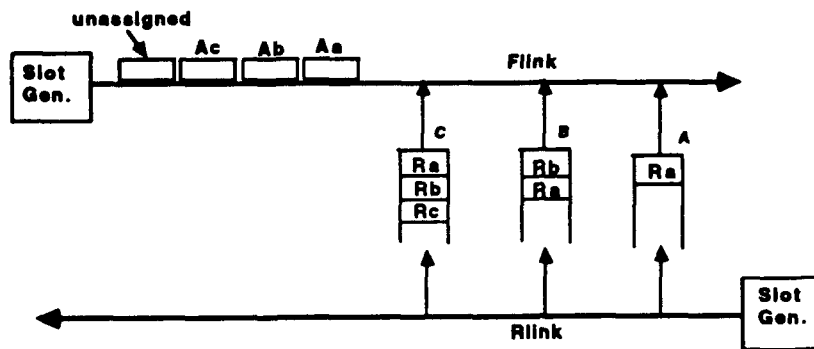 unassigned
Ac Ab Aa
Slot
Gen.
Flink
C B A
Ra Rb Ra
Rb Ra
Rc
Slot
Gen.
Rlink